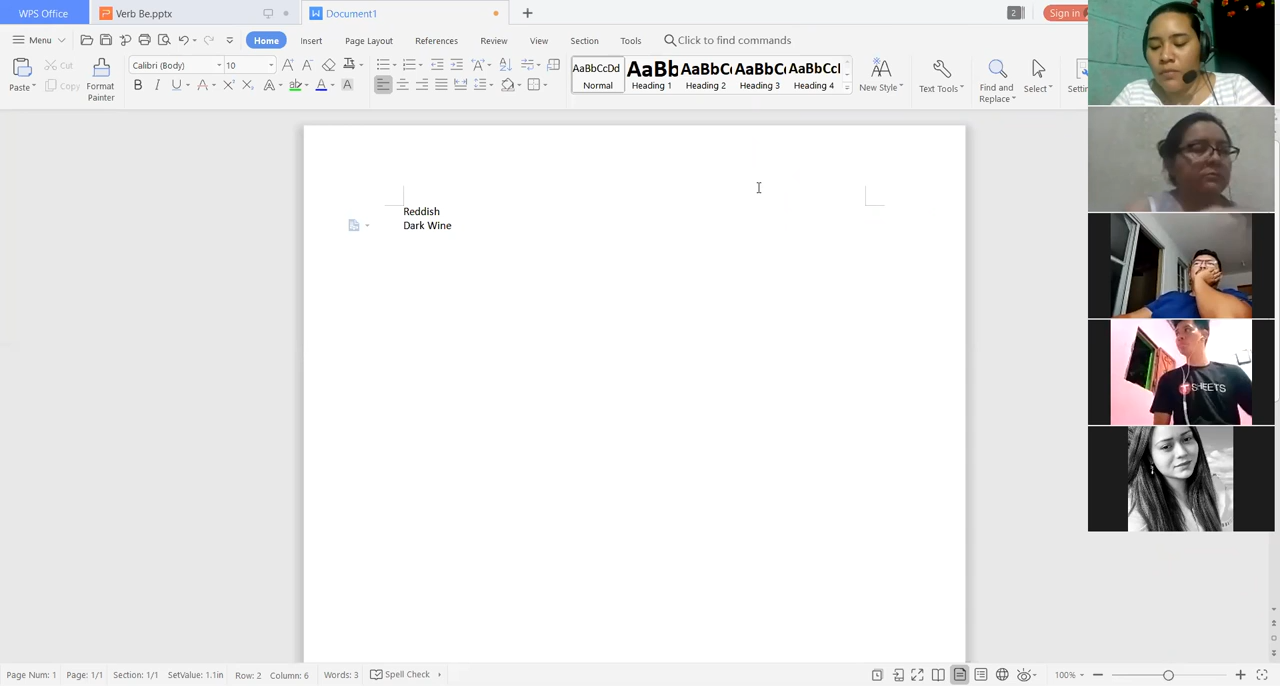 WPS Office
Verb Be.pptx
Document1
2
Sign in
Menu
Home
Insert
Page Layout
References
Review
View
Section
Tools
Click to find commands
Paste
Cut
Copy
Format Painter
Calibri (Body)
10
AaBbCcDd
Normal
AaBb
Heading 1
AaBbC
Heading 2
AaBbC
Heading 3
AaBbCcl
Heading 4
New Style
Text Tools
Find and Replace
Select
Reddish
Dark Wine
SHEETS
Page Num: 1
Page: 1/1
Section: 1/1
SetValue: 1.1in
Row: 2
Column: 6
Words: 3
Spell Check
100%